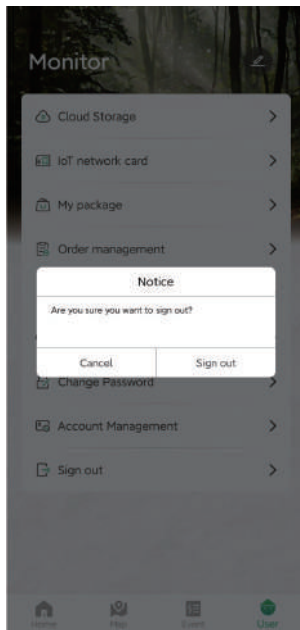 Monitor
Cloud Storage
IoT network card
My package
Order management
Notice
Are you sure you want to sign out?
Cancel
Sign out
Change Password
Account Management
Sign out
Home
Map
Event
User